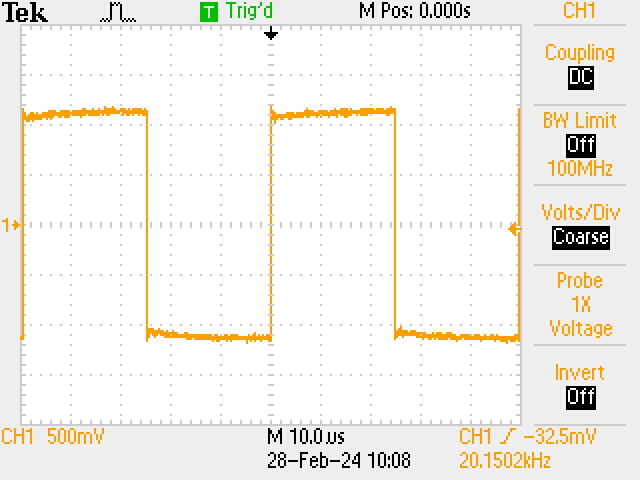 Tek T Trig'd M Pos: 0.000s CH1
Coupling
DC
BW Limit
Off
100MHz
1
Volts/Div
Coarse
Probe
1X
Voltage
Invert
Off
CH1 500mV M 10.0us CH1 -32.5mV
28-Feb-24 10:08 20.1502kHz